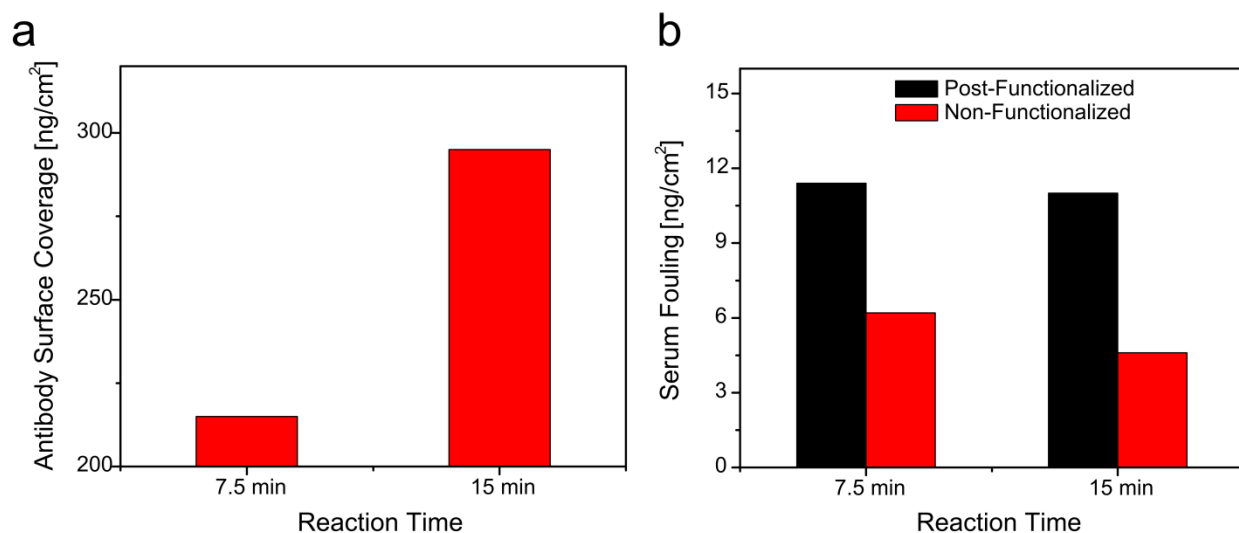 a
Antibody Surface Coverage [ng/cm²]
300
250
200
7.5 min
15 min
Reaction Time
b
Serum Fouling [ng/cm²]
15
12
9
6
3
0
Post-Functionalized
Non-Functionalized
7.5 min
15 min
Reaction Time